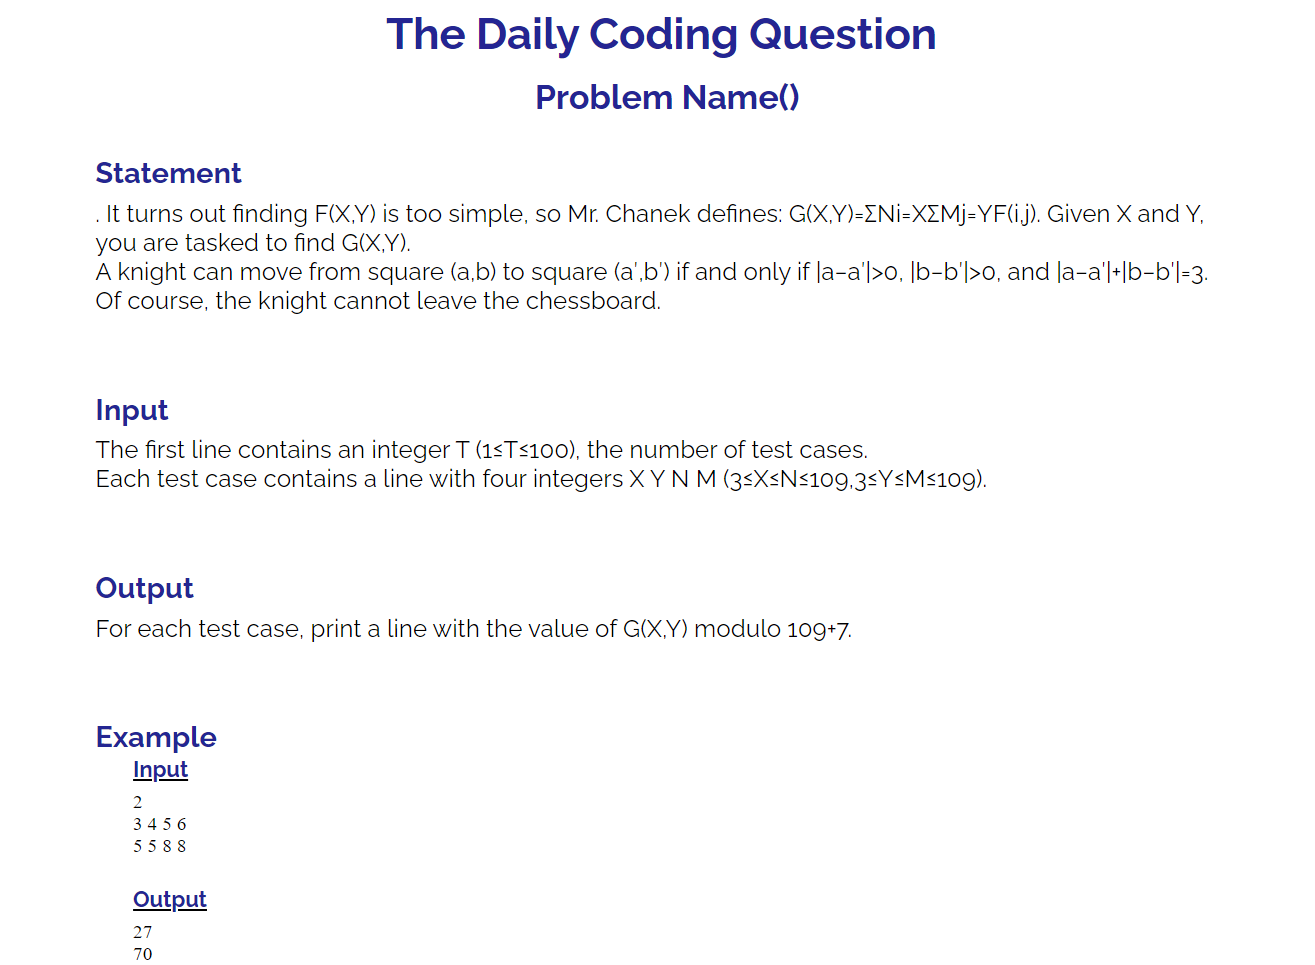 The Daily Coding Question
Problem Name()
Statement
. It turns out finding F(X,Y) is too simple, so Mr. Chanek defines: G(X,Y)=ΣNi=XΣMj=YF(i,j). Given X and Y,
you are tasked to find G(X,Y).
A knight can move from square (a,b) to square (a′,b′) if and only if |a−a′|>0, |b−b′|>0, and |a−a′|+|b−b′|=3.
Of course, the knight cannot leave the chessboard.
Input
The first line contains an integer T (1≤T≤100), the number of test cases.
Each test case contains a line with four integers X Y N M (3≤X≤N≤109,3≤Y≤M≤109).
Output
For each test case, print a line with the value of G(X,Y) modulo 109+7.
Example
Input
2
3 4 5 6
5 5 8 8
Output
27
70